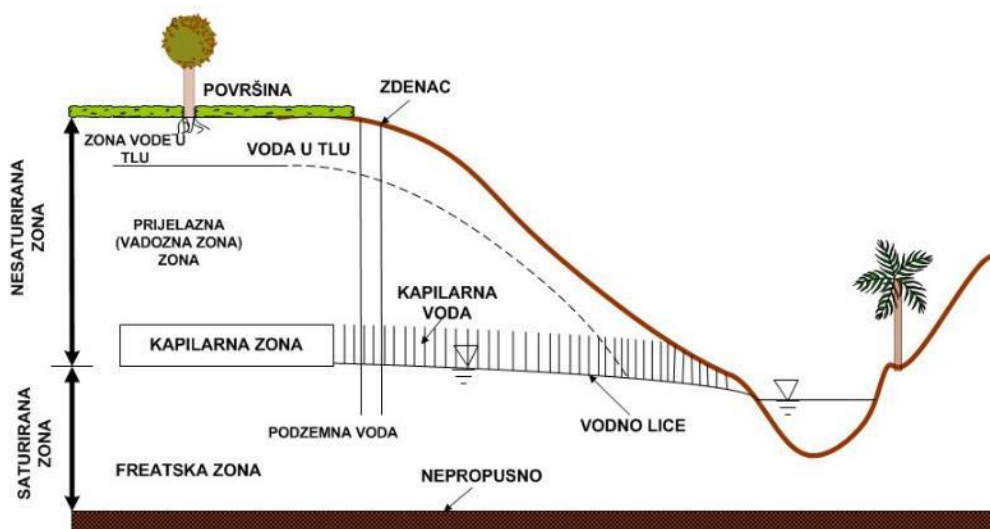 POVRŠINA
ZDENAC
ZONA VODE U
TLU
VODA U TLU
NESATURIRANA
ZONA
PRIJELAZNA
(VADOZNA ZONA)
ZONA
KAPILARNA
VODA
KAPILARNA ZONA
SATURIRANA
ZONA
PODZEMNA VODA
VODNO LICE
FREATSKA ZONA
NEPROPUSNO